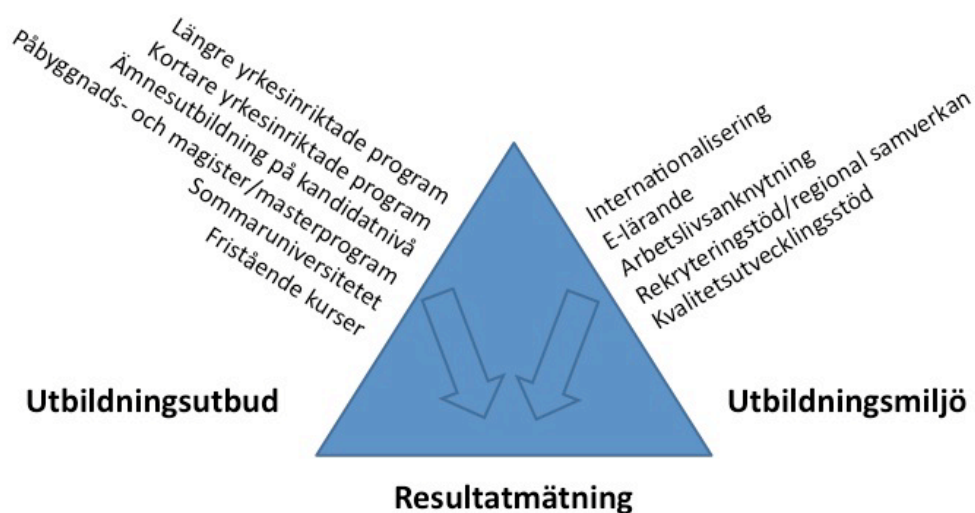 Längre yrkesinriktade program
Kortare yrkesinriktade program
Ämnesutbildning på kandidatnivå
Påbyggnads- och magister/masterprogram
Sommaruniversitetet
Fristående kurser
Internationalisering
E-lärande
Arbetslivsanknytning
Rekryteringstöd/regional samverkan
Kvalitetsutvecklingsstöd
Utbildningsutbud
Utbildningsmiljö
Resultatmätning